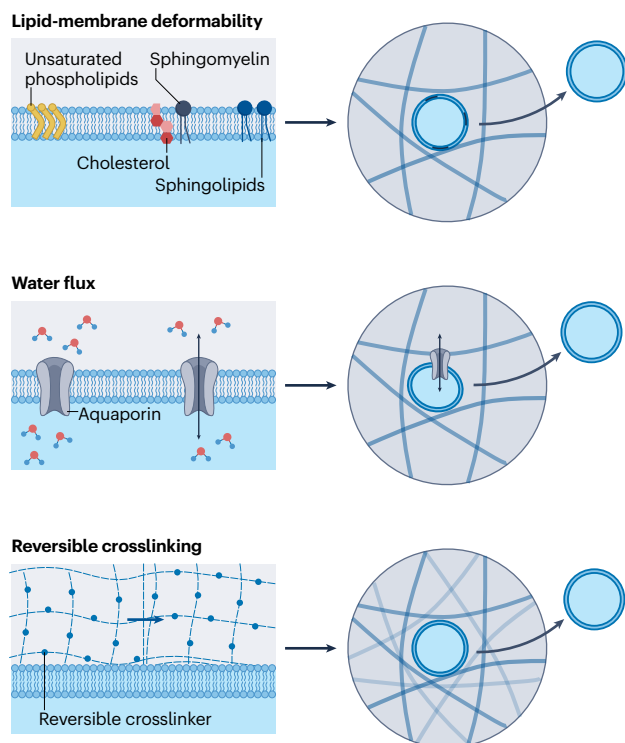 Lipid-membrane deformability
Unsaturated
phospholipids
Sphingomyelin
Cholesterol
Sphingolipids
Water flux
Aquaporin
Reversible crosslinking
Reversible crosslinker